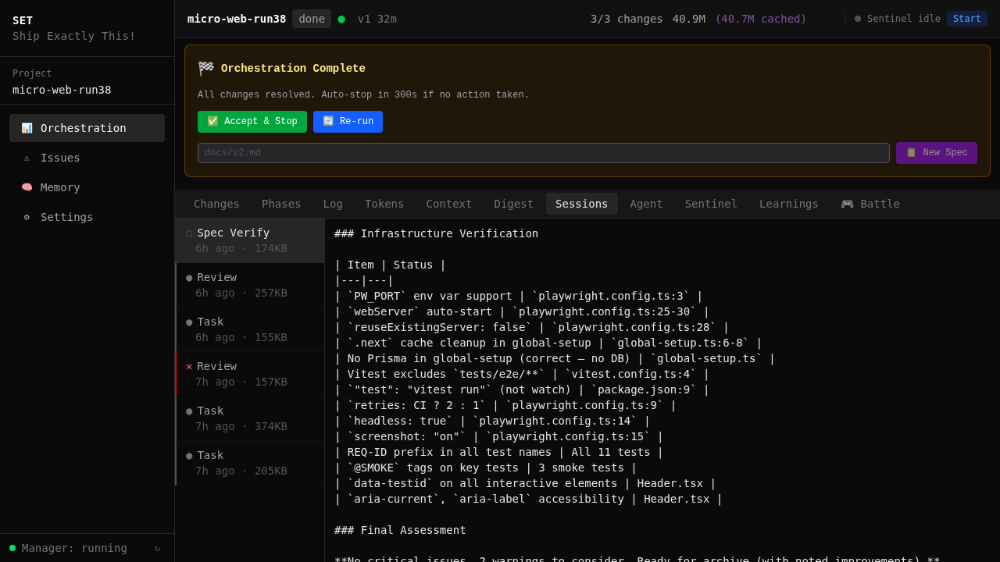 SET
Ship Exactly This!
Project
micro-web-run38
Orchestration
Issues
Memory
Settings
Manager: running
micro-web-run38 done v1 32m 3/3 changes 40.9M (40.7M cached) Sentinel idle Start
Orchestration Complete
All changes resolved. Auto-stop in 300s if no action taken.
Accept & Stop Re-run
docs/v2.md New Spec
Changes Phases Log Tokens Context Digest Sessions Agent Sentinel Learnings Battle
Spec Verify
6h ago · 174KB
Review
6h ago · 257KB
Task
6h ago · 155KB
Review
7h ago · 157KB
Task
7h ago · 374KB
Task
7h ago · 205KB
### Infrastructure Verification
| Item | Status |
|---|---|
| `PW_PORT` env var support | `playwright.config.ts:3` |
| `webServer` auto-start | `playwright.config.ts:25-30` |
| `reuseExistingServer: false` | `playwright.config.ts:28` |
| `.next` cache cleanup in global-setup | `global-setup.ts:6-8` |
| No Prisma in global-setup (correct — no DB) | `global-setup.ts` |
| Vitest excludes `tests/e2e/**` | `vitest.config.ts:4` |
| `"test": "vitest run"` (not watch) | `package.json:9` |
| `retries: CI ? 2 : 1` | `playwright.config.ts:9` |
| `headless: true` | `playwright.config.ts:14` |
| `screenshot: "on"` | `playwright.config.ts:15` |
| REQ-ID prefix in all test names | All 11 tests |
| `@SMOKE` tags on key tests | 3 smoke tests |
| `data-testid` on all interactive elements | Header.tsx |
| `aria-current`, `aria-label` accessibility | Header.tsx |
### Final Assessment
**No critical issues. 2 warnings to consider. Ready for archive (with noted improvements).**